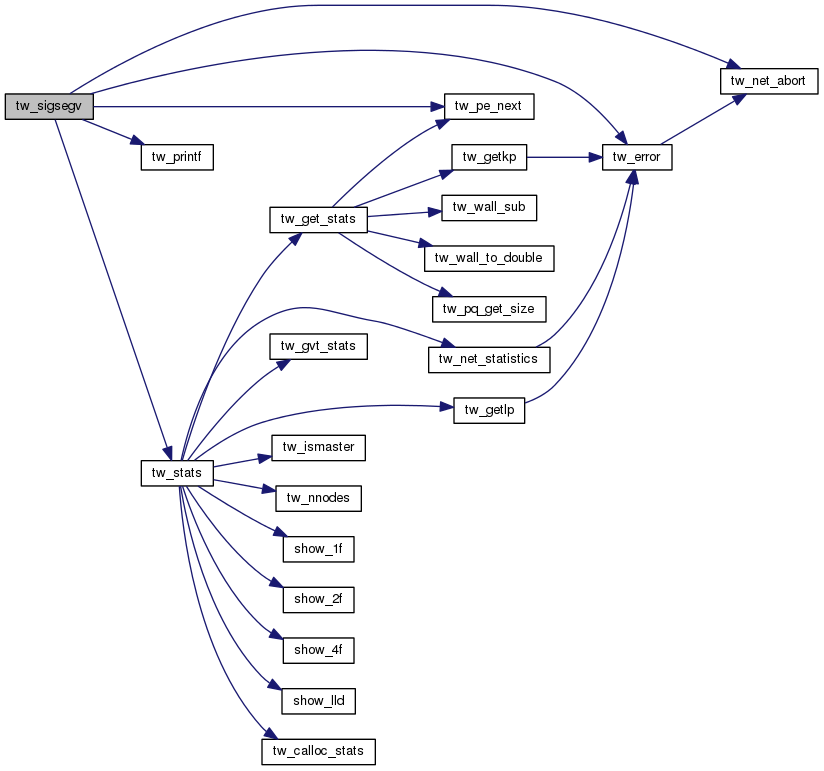 tw_sigsegv
tw_net_abort
tw_pe_next
tw_printf
tw_getkp
tw_error
tw_wall_sub
tw_get_stats
tw_wall_to_double
tw_pq_get_size
tw_gvt_stats
tw_net_statistics
tw_getlp
tw_ismaster
tw_stats
tw_nnodes
show_1f
show_2f
show_4f
show_lld
tw_calloc_stats